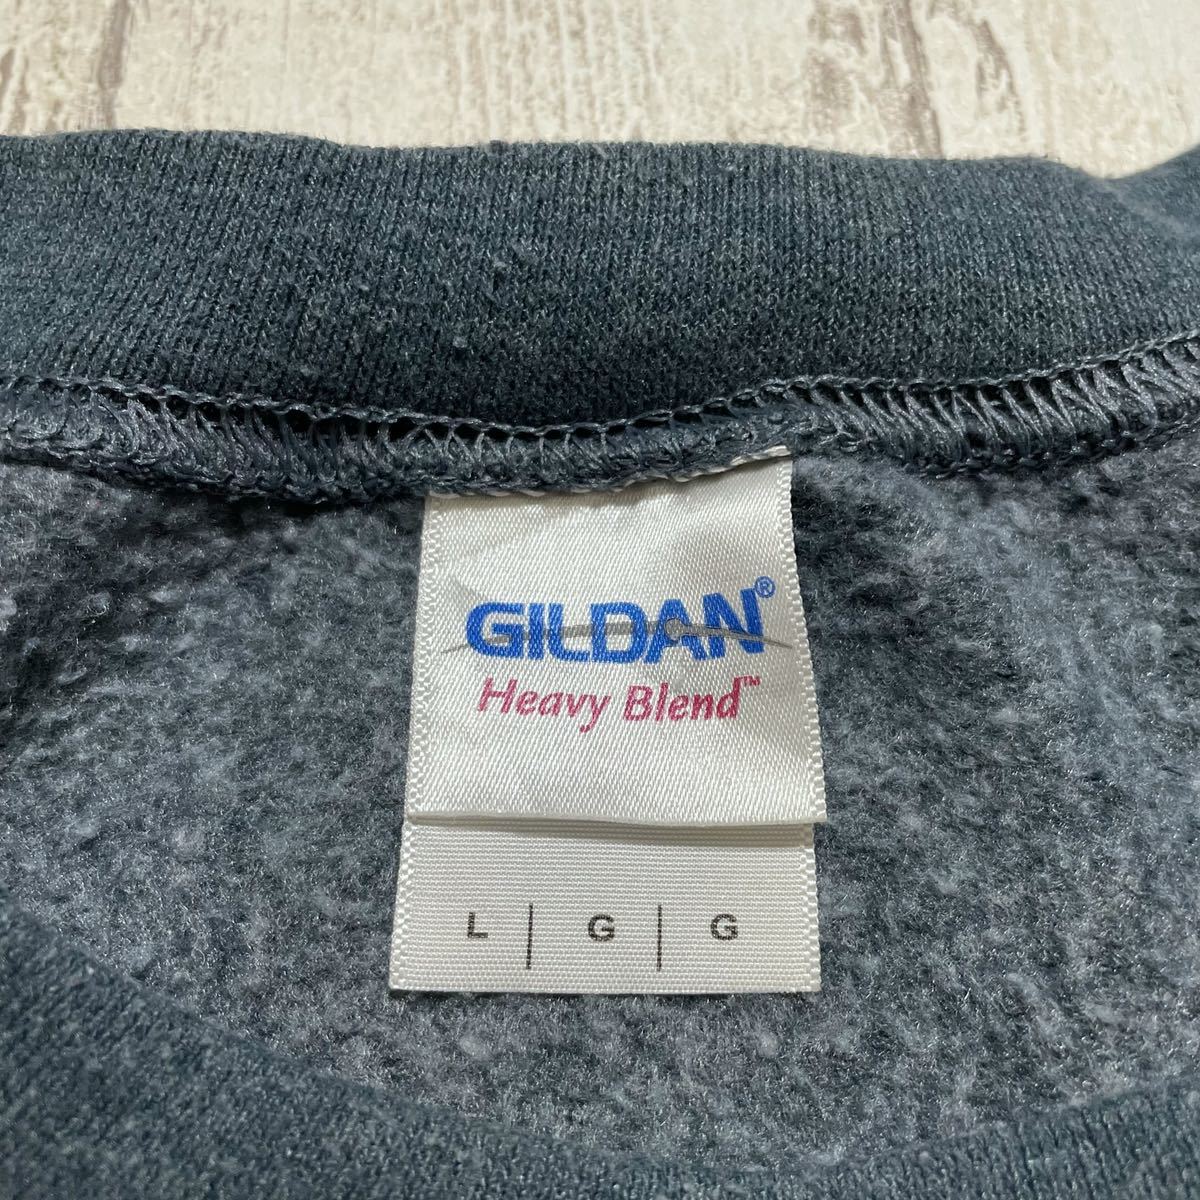 GILDAN®
Heavy Blend™
L | G | G